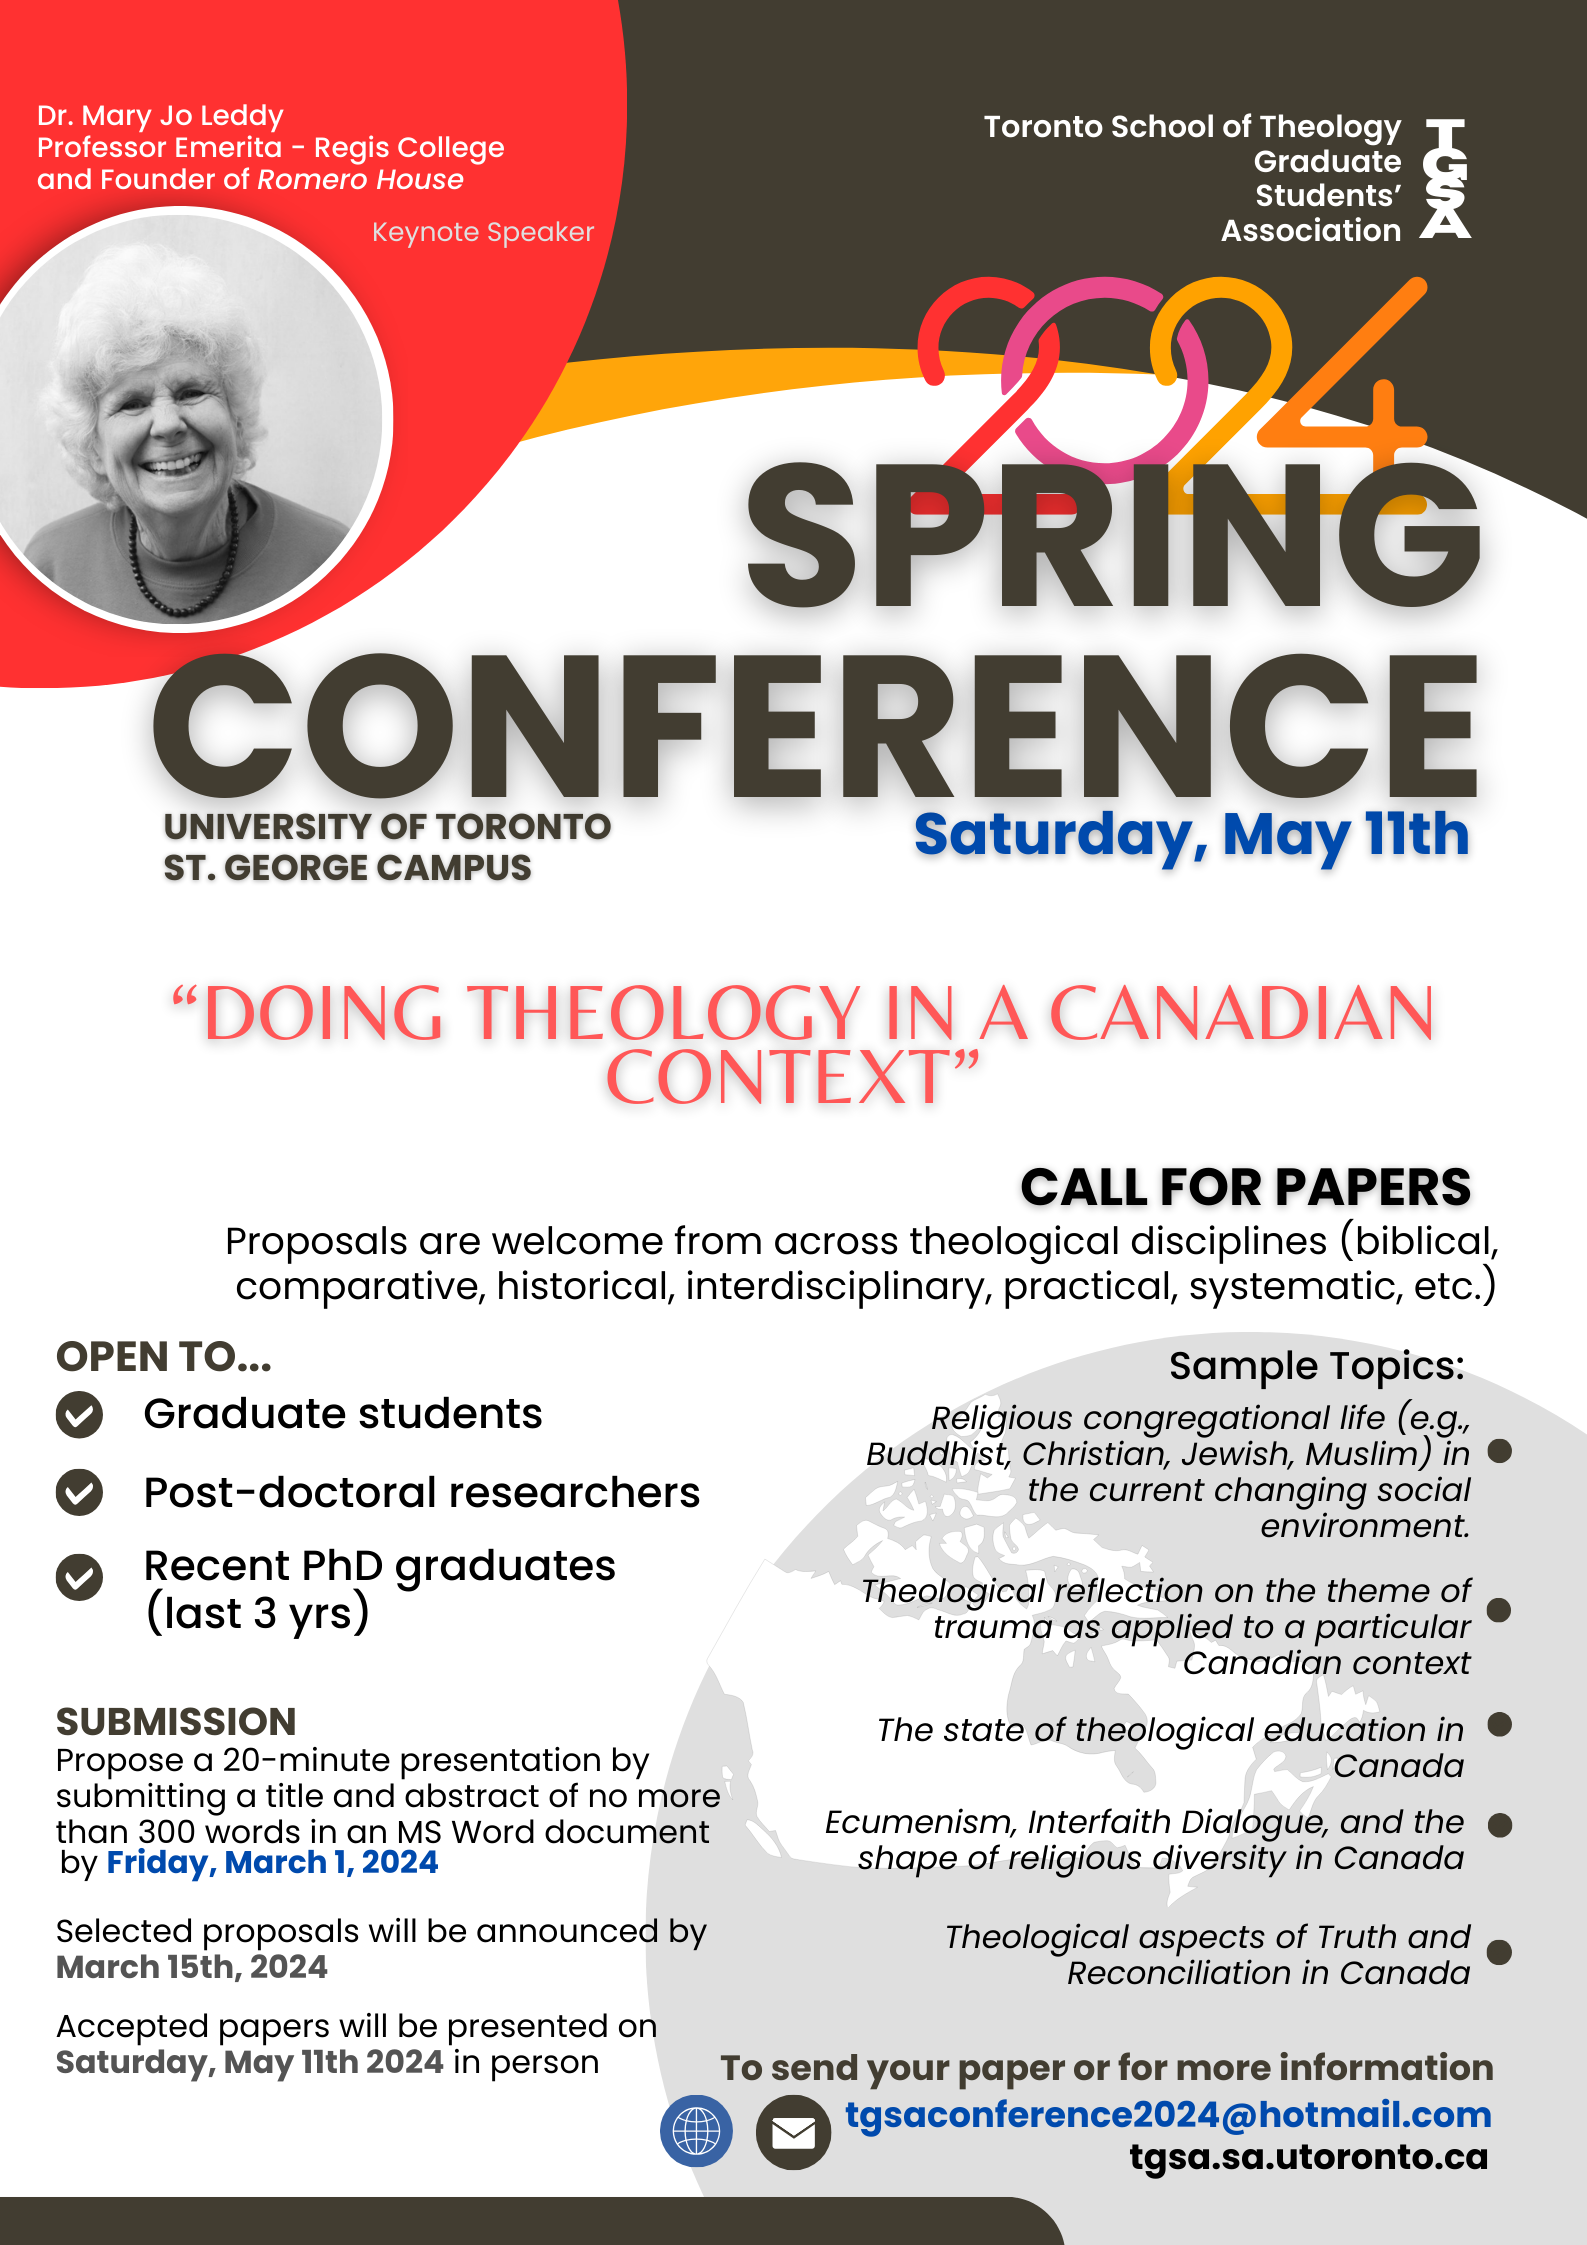 Dr. Mary Jo Leddy
Professor Emerita - Regis College
and Founder of Romero House
Keynote Speaker
Toronto School of Theology
Graduate
Students’
Association
TGSA
2024
SPRING
CONFERENCE
UNIVERSITY OF TORONTO
ST. GEORGE CAMPUS
Saturday, May 11th
“DOING THEOLOGY IN A CANADIAN
CONTEXT”
CALL FOR PAPERS
Proposals are welcome from across theological disciplines (biblical,
comparative, historical, interdisciplinary, practical, systematic, etc.)
OPEN TO...
Graduate students
Post-doctoral researchers
Recent PhD graduates
(last 3 yrs)
SUBMISSION
Propose a 20-minute presentation by
submitting a title and abstract of no more
than 300 words in an MS Word document
by Friday, March 1, 2024
Selected proposals will be announced by
March 15th, 2024
Accepted papers will be presented on
Saturday, May 11th 2024 in person
Sample Topics:
Religious congregational life (e.g.,
Buddhist, Christian, Jewish, Muslim) in
the current changing social
environment.
Theological reflection on the theme of
trauma as applied to a particular
Canadian context
The state of theological education in
Canada
Ecumenism, Interfaith Dialogue, and the
shape of religious diversity in Canada
Theological aspects of Truth and
Reconciliation in Canada
To send your paper or for more information
tgsaconference2024@hotmail.com
tgsa.sa.utoronto.ca